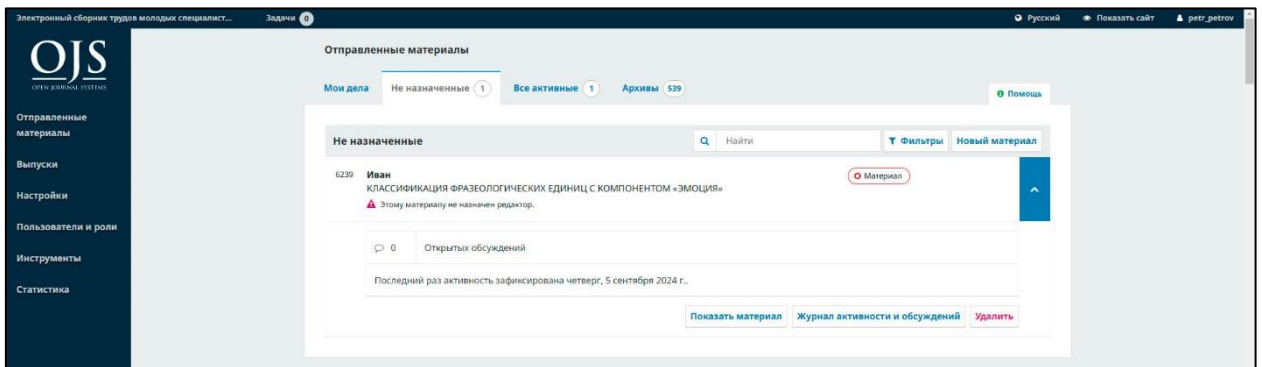 Электронный сборник трудов молодых специалист... Задачи 0 Русский Показать сайт petr_petrov
OJS
OPEN JOURNAL SYSTEMS
Отправленные материалы
Выпуски
Настройки
Пользователи и роли
Инструменты
Статистика
Отправленные материалы
Мои дела Не назначенные 1 Все активные 1 Архивы 539 Помощь
Не назначенные Найти Фильтры Новый материал
6239 Иван Материал
КЛАССИФИКАЦИЯ ФРАЗЕОЛОГИЧЕСКИХ ЕДИНИЦ С КОМПОНЕНТОМ «ЭМОЦИЯ»
Этому материалу не назначен редактор.
0 Открытых обсуждений
Последний раз активность зафиксирована четверг, 5 сентября 2024 г..
Показать материал Журнал активности и обсуждений Удалить